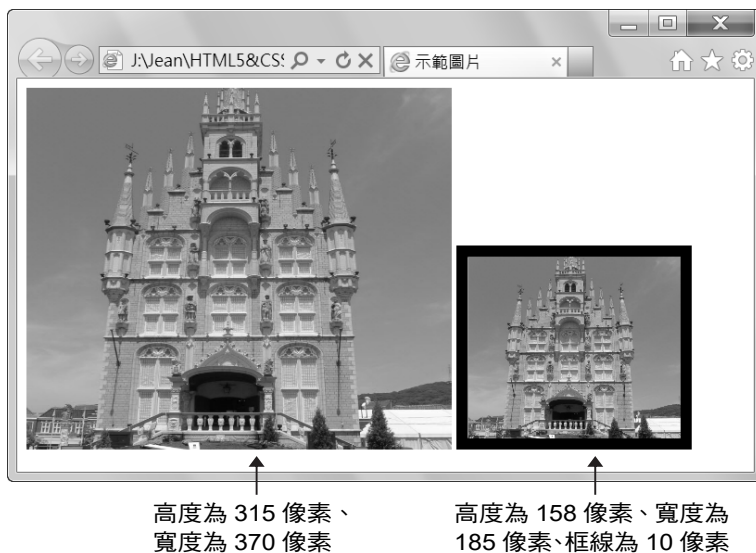 J:\Jean\HTML5&CSS
示範圖片
高度為 315 像素、
寬度為 370 像素
高度為 158 像素、寬度為
185 像素、框線為 10 像素